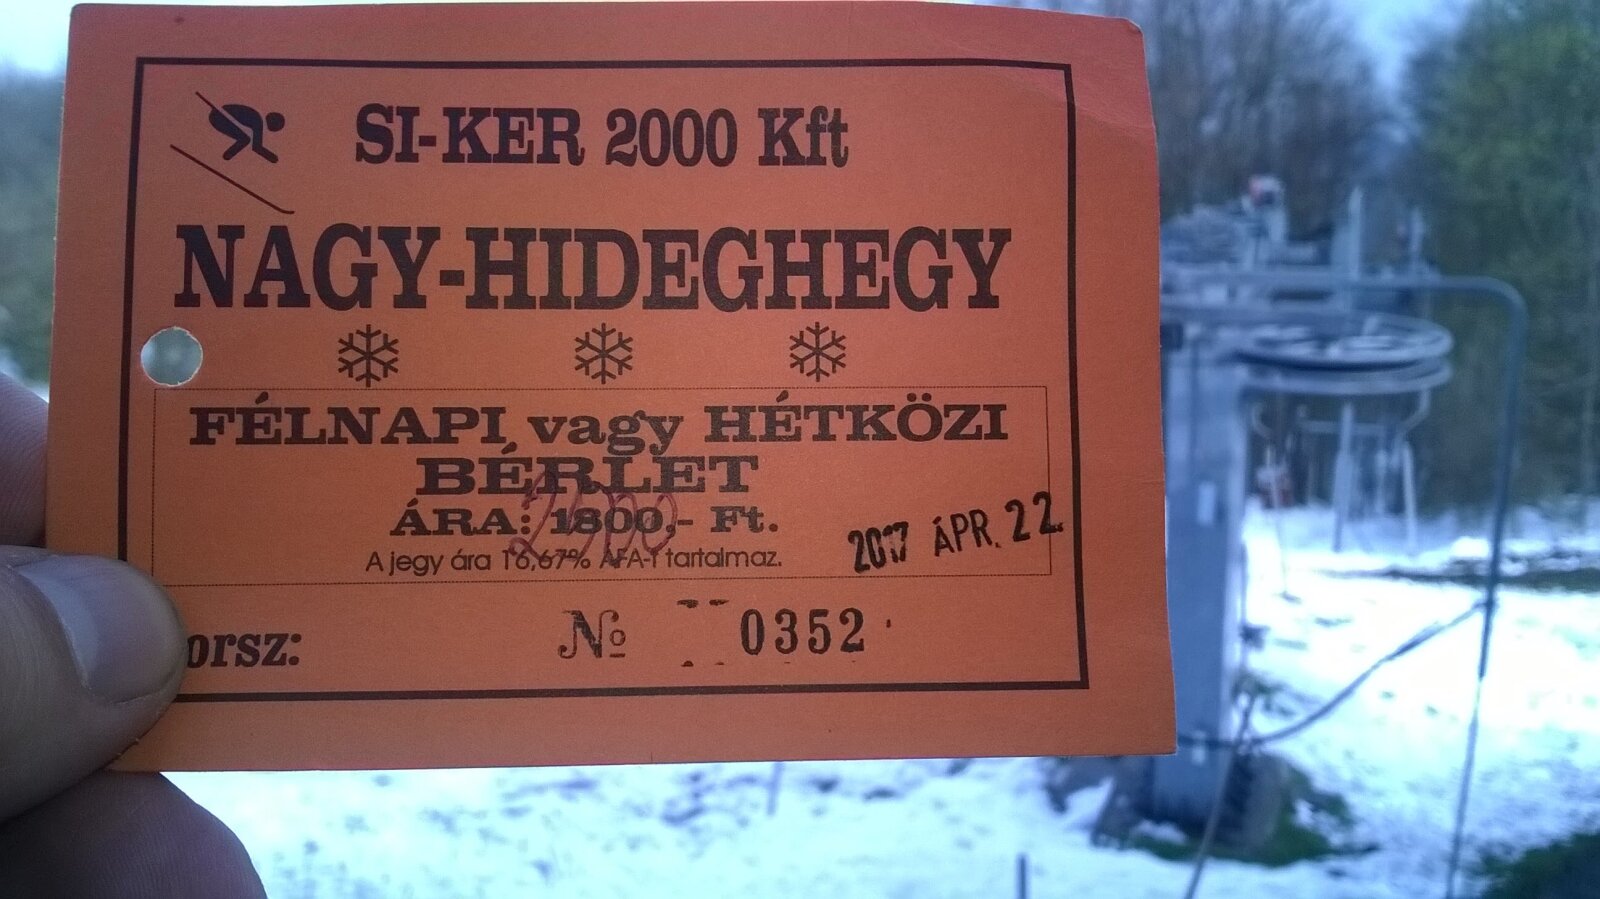 SI-KER 2000 Kft
NAGY-HIDEGHEGY
FÉLNAPI vagy HÉTKÖZI
BÉRLET
ÁRA: 1800.- Ft.
A jegy ára 16,67% ÁFA-t tartalmaz.
2017 ÁPR. 22.
orsz:
№ 0352